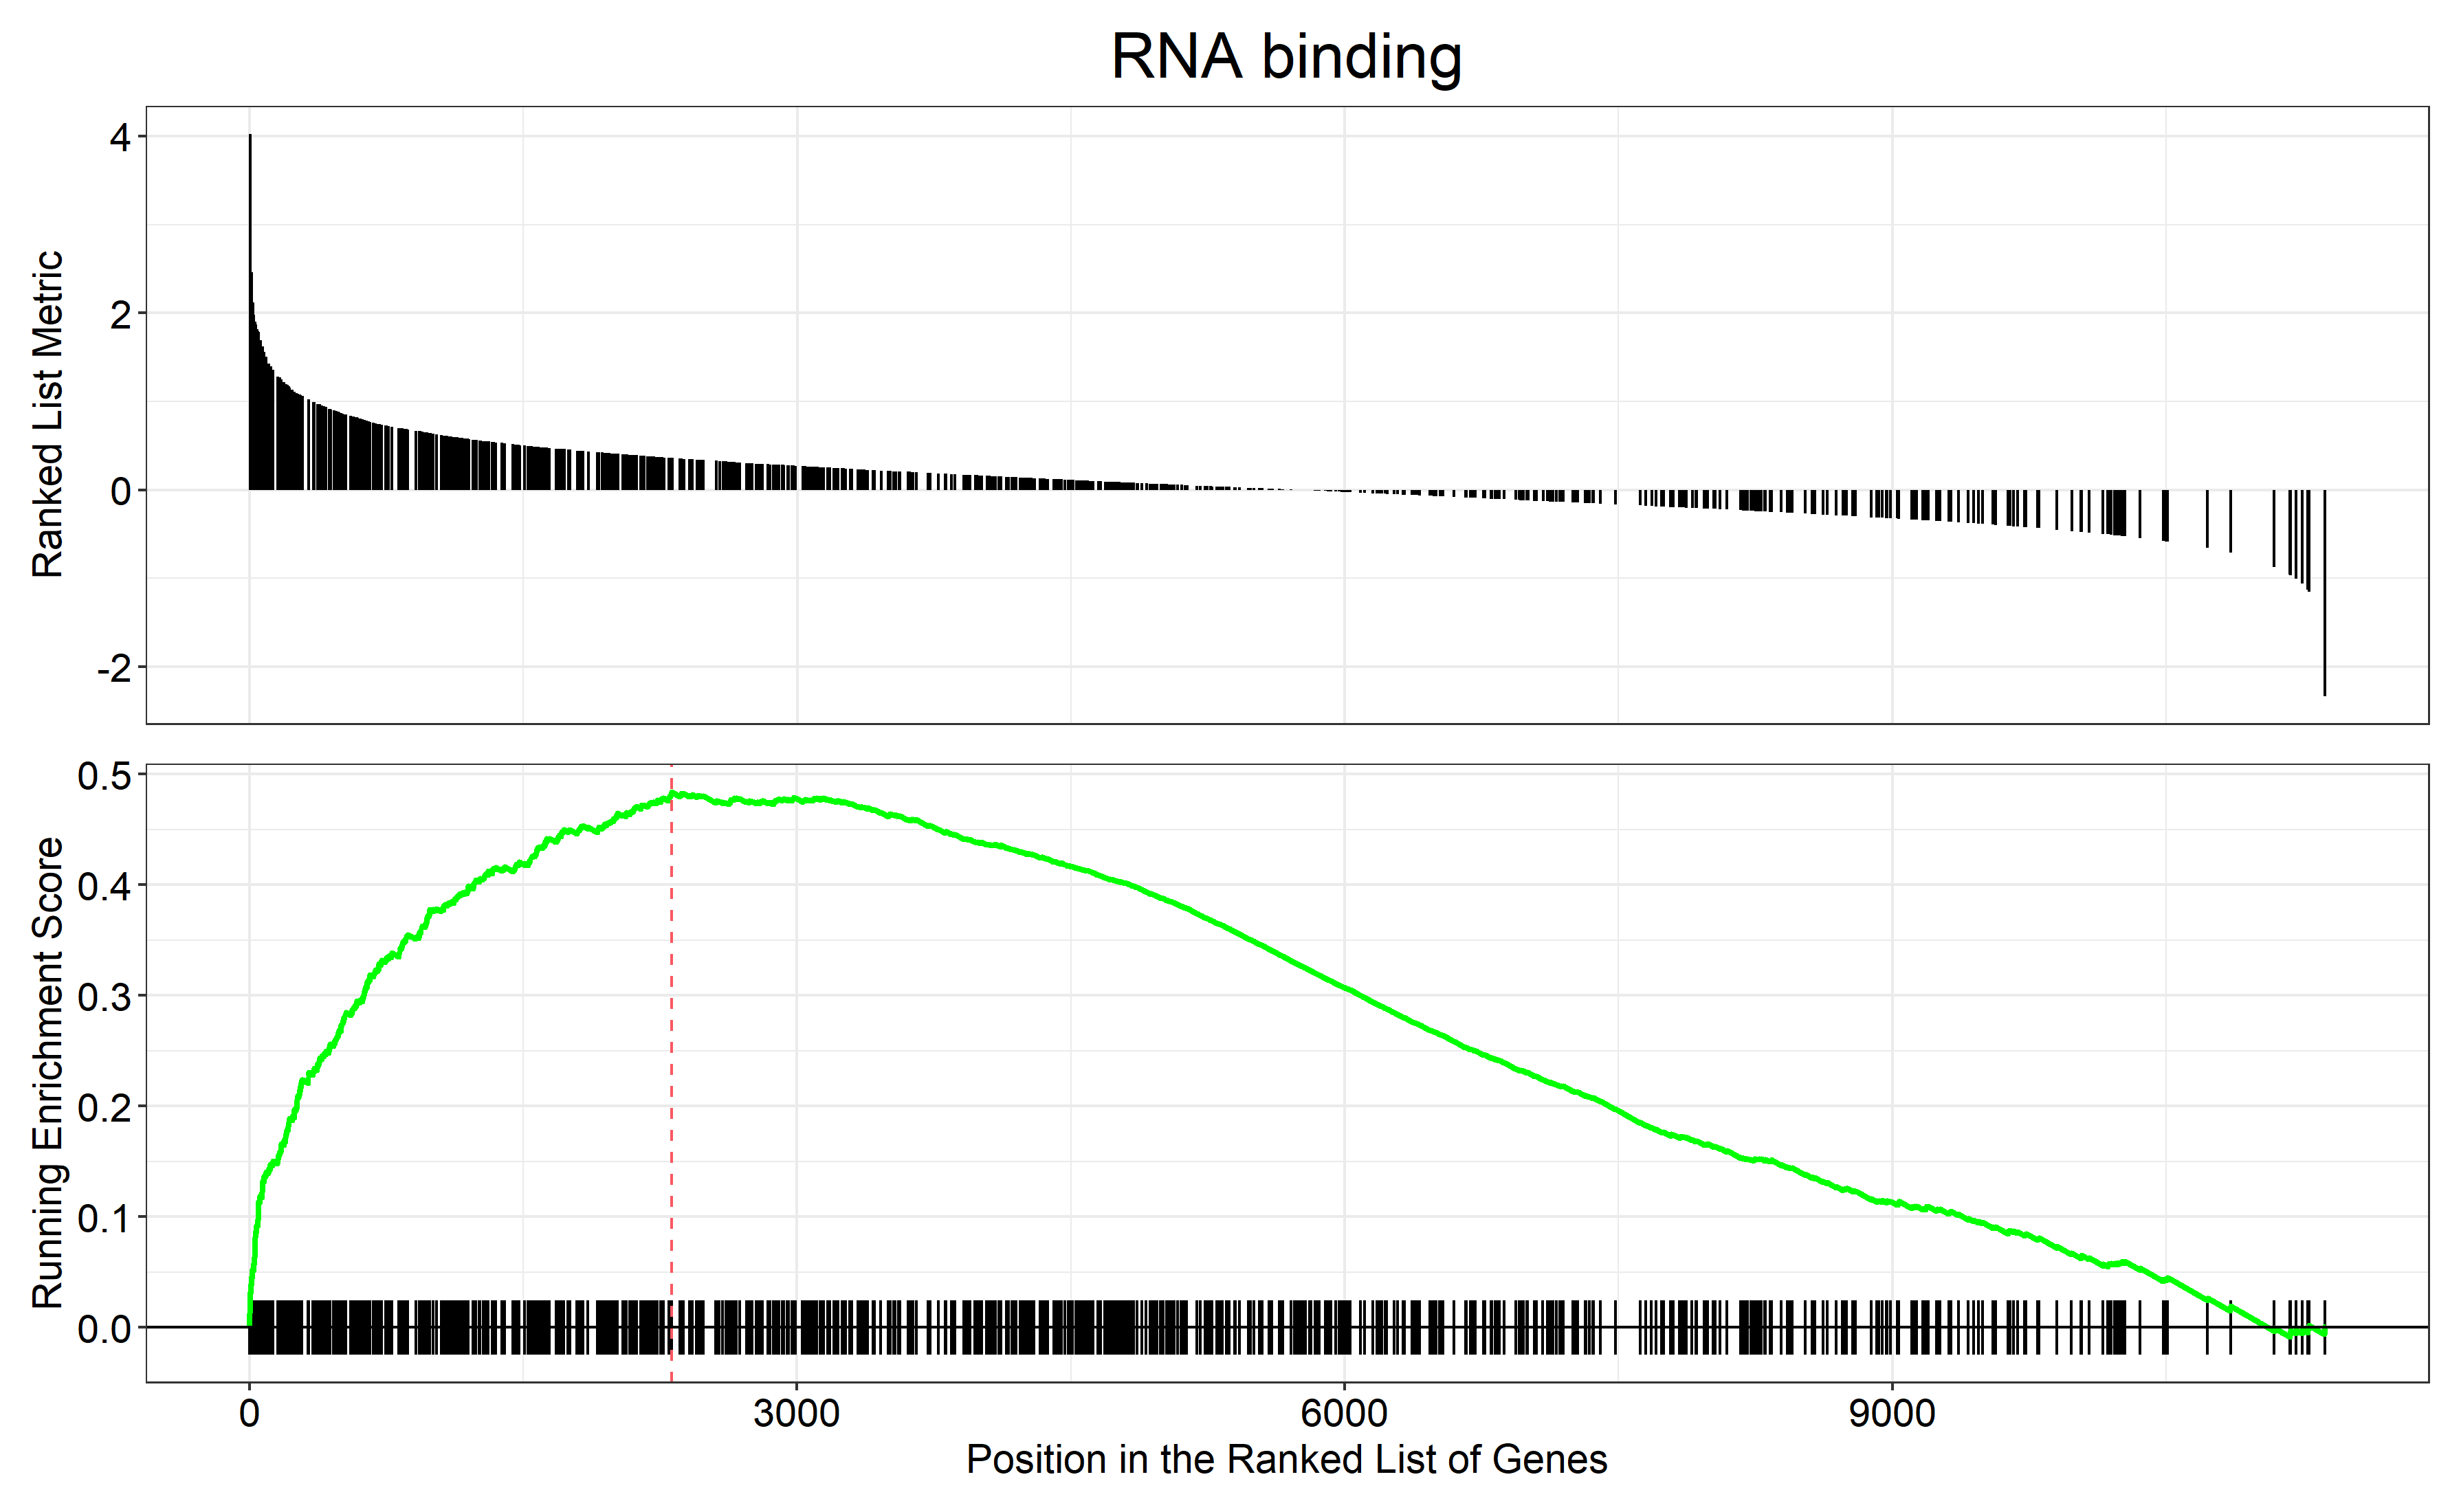 RNA binding
Ranked List Metric
4
2
0
-2
Running Enrichment Score
0.5
0.4
0.3
0.2
0.1
0.0
0 3000 6000 9000
Position in the Ranked List of Genes